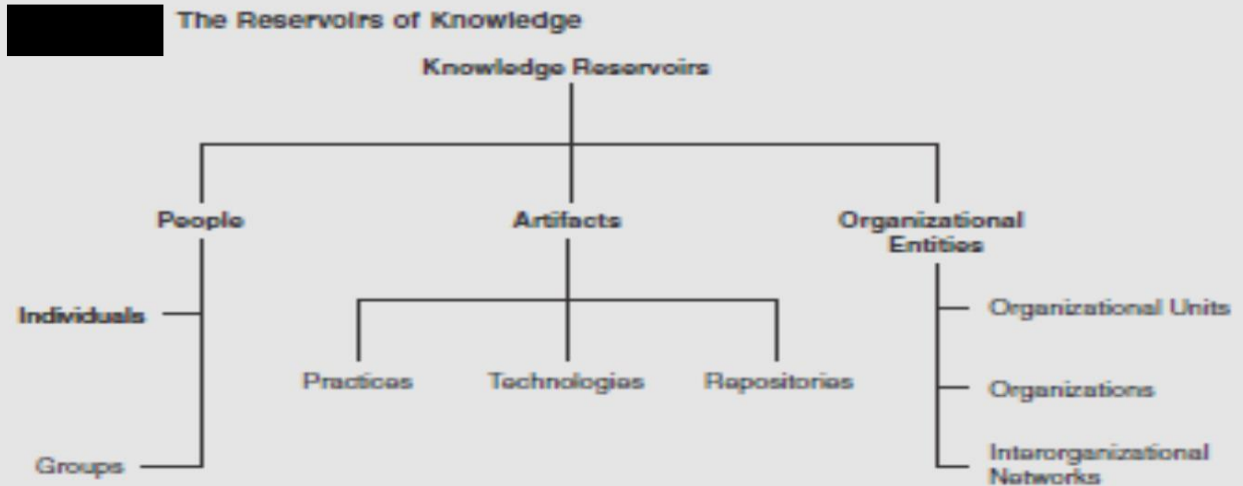 The Reservoirs of Knowledge
Knowledge Reservoirs
People
Artifacts
Organizational
Entities
Individuals
Groups
Practices
Technologies
Repositories
Organizational Units
Organizations
Interorganizational
Networks